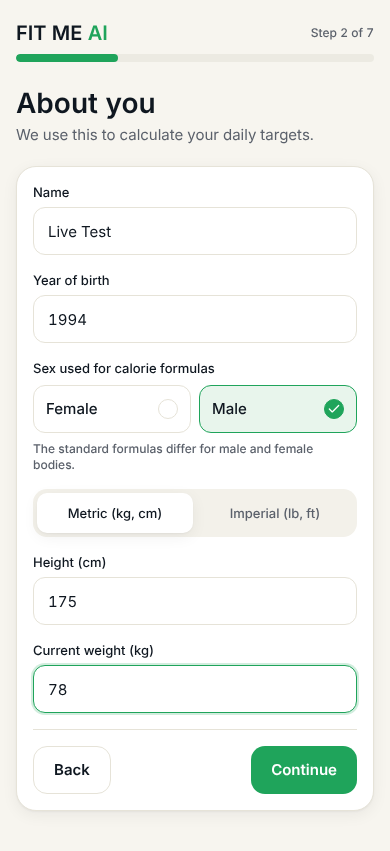 FIT ME AI
Step 2 of 7
About you
We use this to calculate your daily targets.
Name
Live Test
Year of birth
1994
Sex used for calorie formulas
Female
Male
The standard formulas differ for male and female
bodies.
Metric (kg, cm)
Imperial (lb, ft)
Height (cm)
175
Current weight (kg)
78
Back
Continue